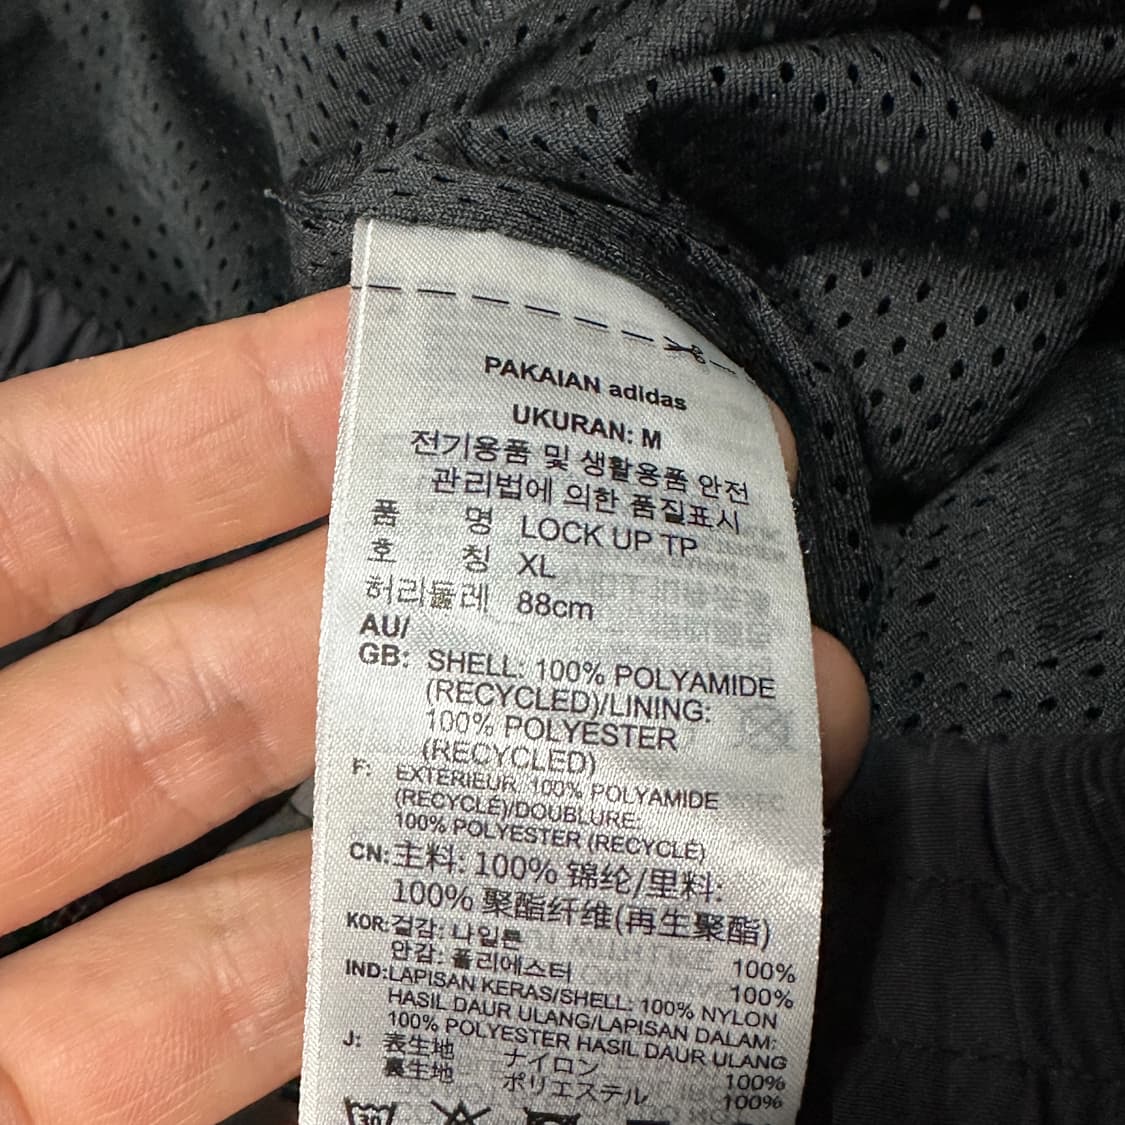 PAKAIAN adidas
UKURAN: M
전기용품 및 생활용품 안전
관리법에 의한 품질표시
품 명 LOCK UP TP
호 칭 XL
허리둘레 88cm
AU/
GB: SHELL: 100% POLYAMIDE
(RECYCLED)/LINING:
100% POLYESTER
(RECYCLED)
F: EXTERIEUR: 100% POLYAMIDE
(RECYCLÉ)/DOUBLURE:
100% POLYESTER (RECYCLÉ)
CN: 主料: 100% 锦纶/里料:
100% 聚酯纤维(再生聚酯)
KOR: 겉감: 나일론 100%
안감: 폴리에스터 100%
IND: LAPISAN KERAS/SHELL: 100% NYLON
HASIL DAUR ULANG/LAPISAN DALAM:
100% POLYESTER HASIL DAUR ULANG
J: 表生地 ナイロン 100%
裏生地 ポリエステル 100%
30